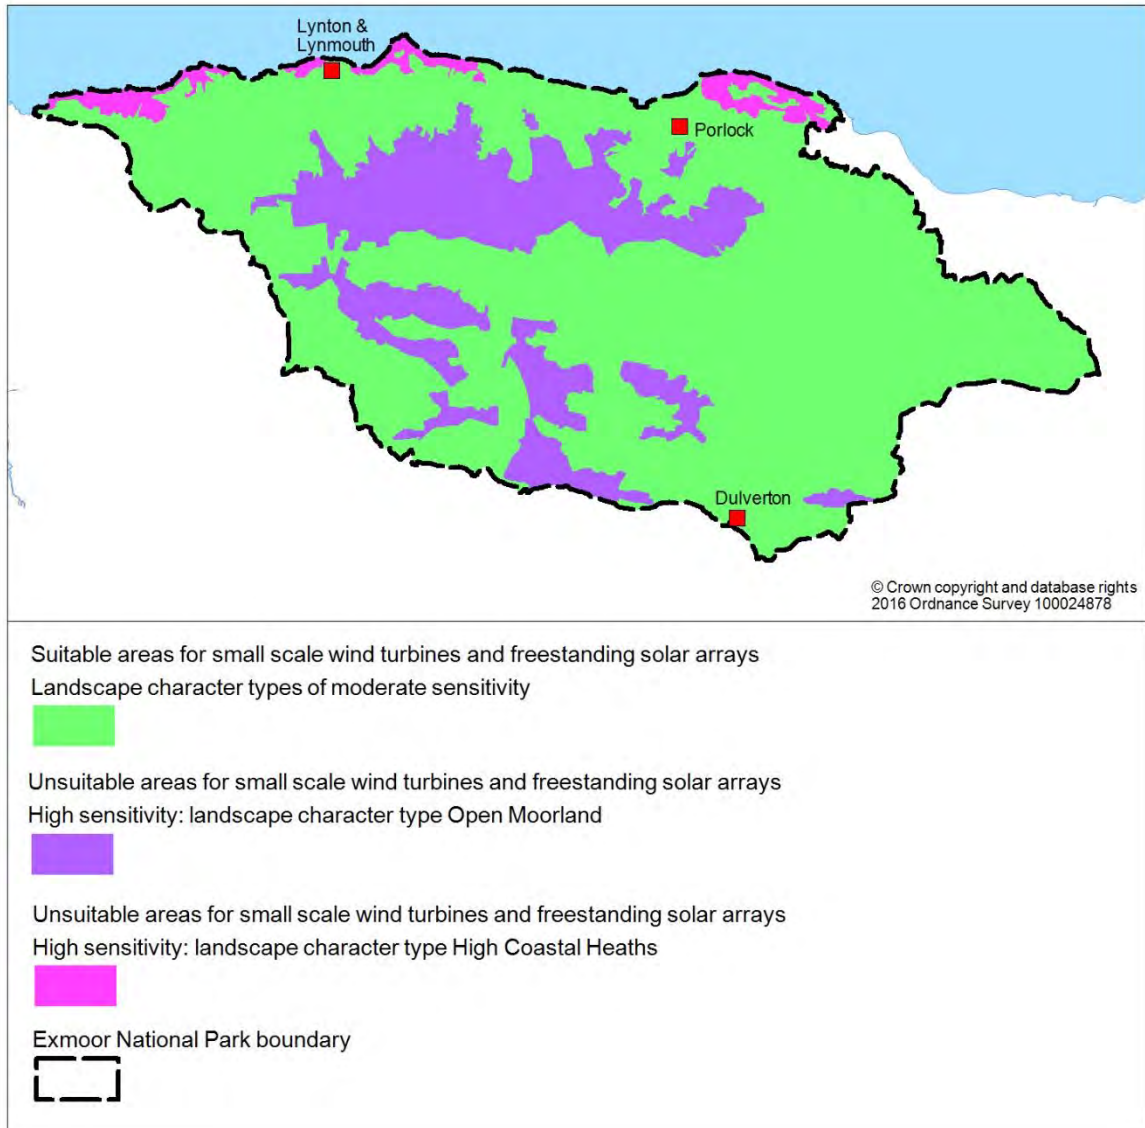 Lynton &
Lynmouth
Porlock
Dulverton
© Crown copyright and database rights
2016 Ordnance Survey 100024878
Suitable areas for small scale wind turbines and freestanding solar arrays
Landscape character types of moderate sensitivity
Unsuitable areas for small scale wind turbines and freestanding solar arrays
High sensitivity: landscape character type Open Moorland
Unsuitable areas for small scale wind turbines and freestanding solar arrays
High sensitivity: landscape character type High Coastal Heaths
Exmoor National Park boundary